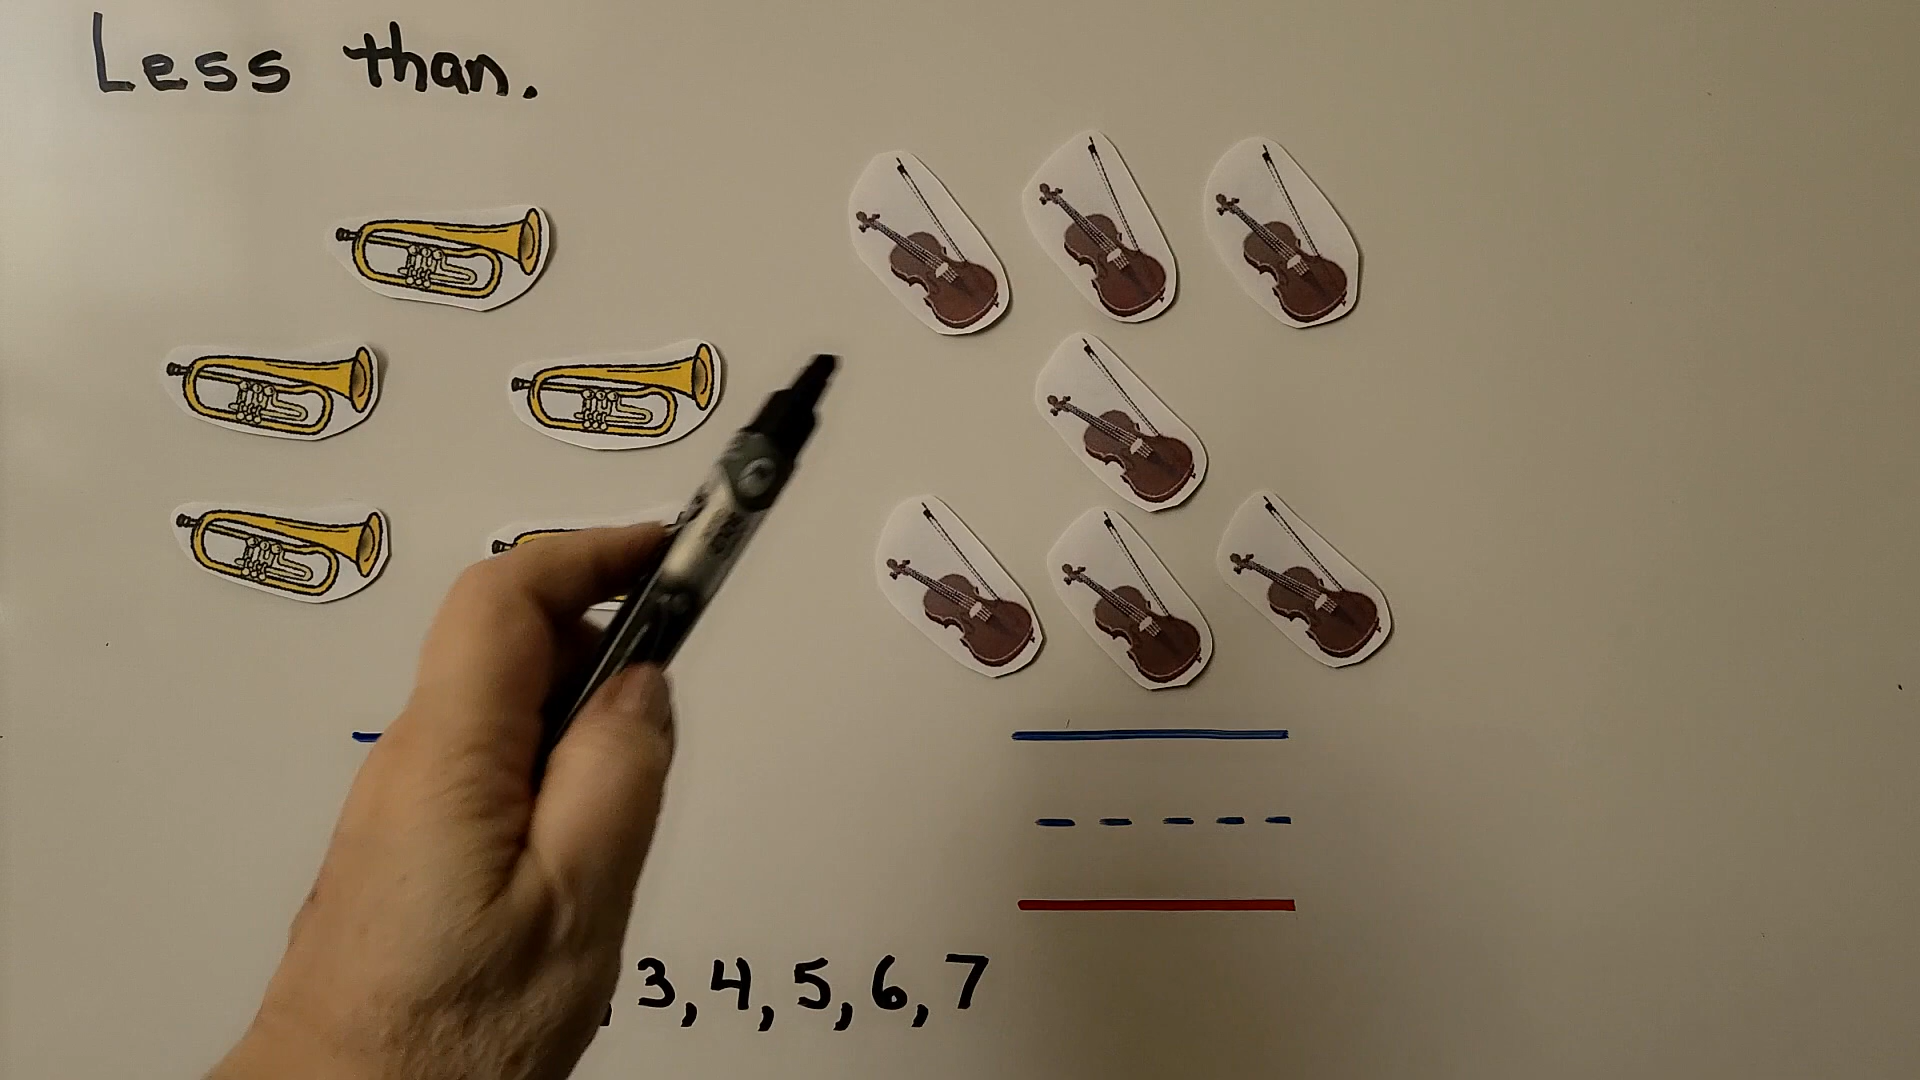 Less than.
, 3, 4, 5, 6, 7